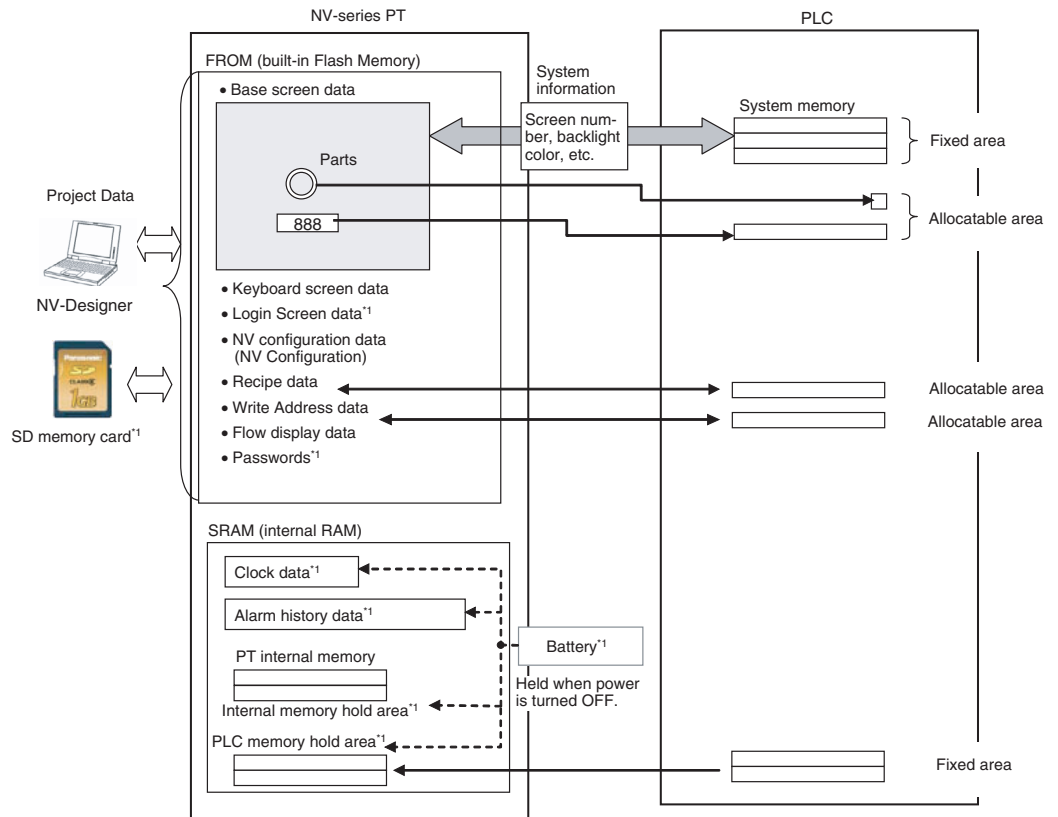 NV-series PT
PLC
FROM (built-in Flash Memory)
• Base screen data
System
information
Screen num-
ber, backlight
color, etc.
System memory
Fixed area
Parts
888
Allocatable area
Project Data
NV-Designer
• Keyboard screen data
• Login Screen data*1
• NV configuration data
(NV Configuration)
• Recipe data
• Write Address data
• Flow display data
• Passwords*1
Allocatable area
Allocatable area
Panasonic
SD
CLASS
1GB
SD memory card*1
SRAM (internal RAM)
Clock data*1
Alarm history data*1
PT internal memory
Internal memory hold area*1
PLC memory hold area*1
Battery*1
Held when power
is turned OFF.
Fixed area